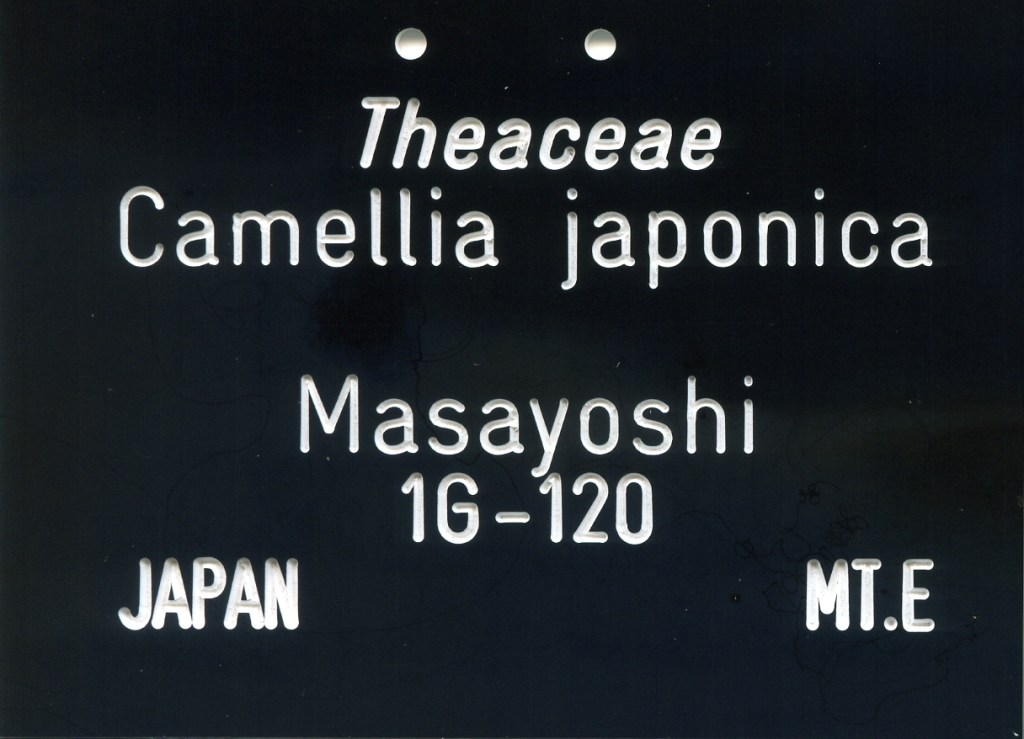 Theaceae
Camellia japonica
Masayoshi
1G-120
JAPAN MT.E